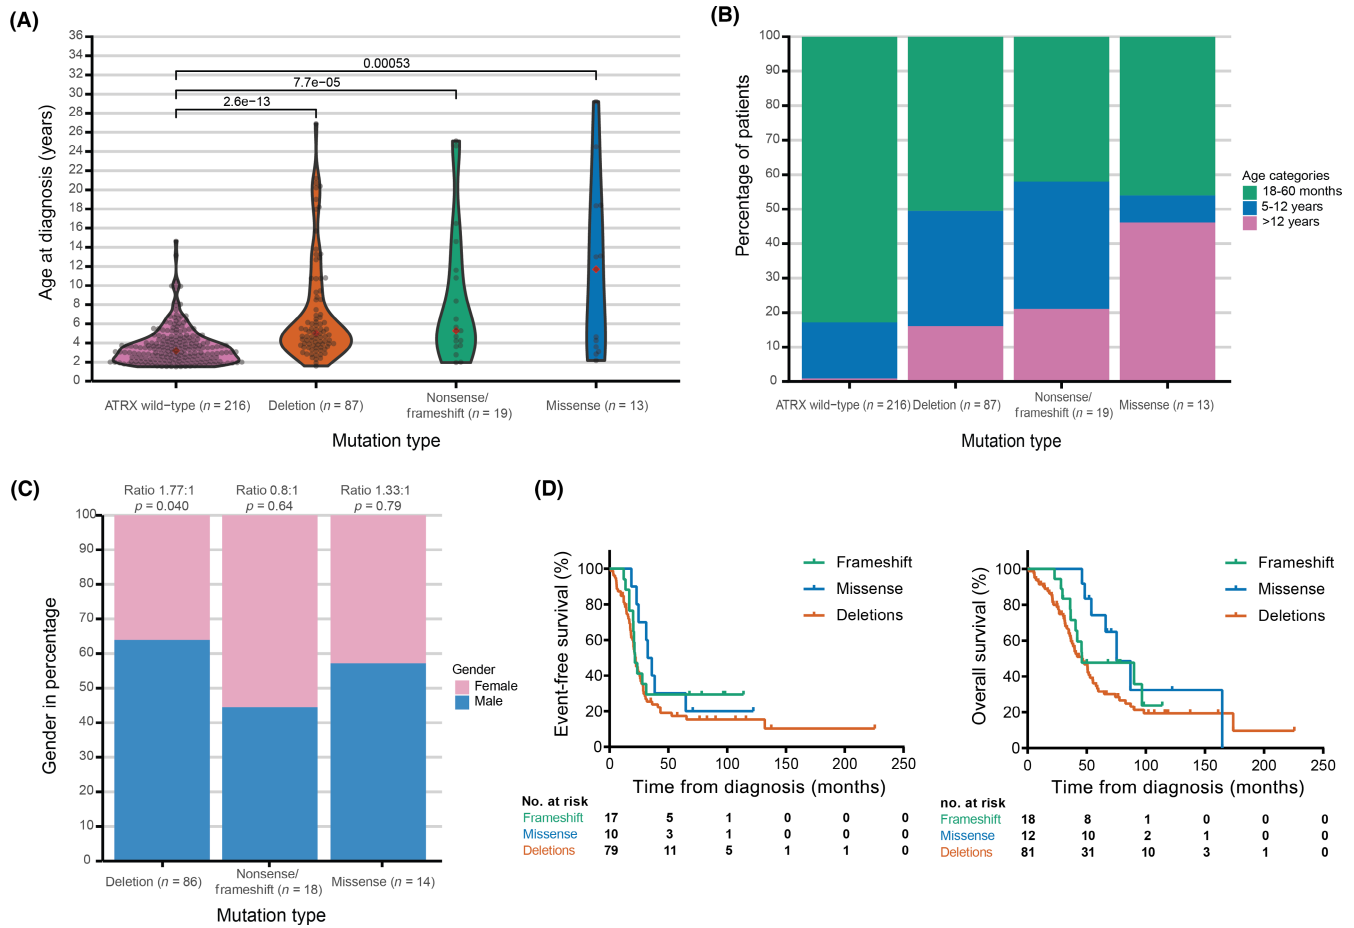 (A)
36
34
32
30
28
26
24
22
20
18
16
14
12
10
8
6
4
2
0
Age at diagnosis (years)
0.00053
7.7e−05
2.6e−13
ATRX wild−type (n = 216)
Deletion (n = 87)
Nonsense/
frameshift (n = 19)
Missense (n = 13)
Mutation type
(B)
100
90
80
70
60
50
40
30
20
10
0
Percentage of patients
ATRX wild−type (n = 216)
Deletion (n = 87)
Nonsense/
frameshift (n = 19)
Missense (n = 13)
Mutation type
Age categories
18-60 months
5-12 years
>12 years
(C)
Ratio 1.77:1
p = 0.040
Ratio 0.8:1
p = 0.64
Ratio 1.33:1
p = 0.79
100
90
80
70
60
50
40
30
20
10
0
Gender in percentage
Deletion (n = 86)
Nonsense/
frameshift (n = 18)
Missense (n = 14)
Mutation type
Gender
Female
Male
(D)
Event-free survival (%)
100
80
60
40
20
0
0 50 100 150 200 250
Time from diagnosis (months)
Frameshift
Missense
Deletions
No. at risk
Frameshift 17 5 1 0 0 0
Missense 10 3 1 0 0 0
Deletions 79 11 5 1 1 0
Overall survival (%)
100
80
60
40
20
0
0 50 100 150 200 250
Time from diagnosis (months)
Frameshift
Missense
Deletions
no. at risk
Frameshift 18 8 1 0 0 0
Missense 12 10 2 1 0 0
Deletions 81 31 10 3 1 0